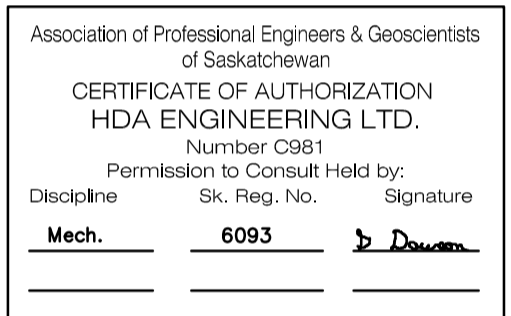 Association of Professional Engineers & Geoscientists
of Saskatchewan
CERTIFICATE OF AUTHORIZATION
HDA ENGINEERING LTD.
Number C981
Permission to Consult Held by:
Discipline Sk. Reg. No. Signature
Mech. 6093 D Dawson